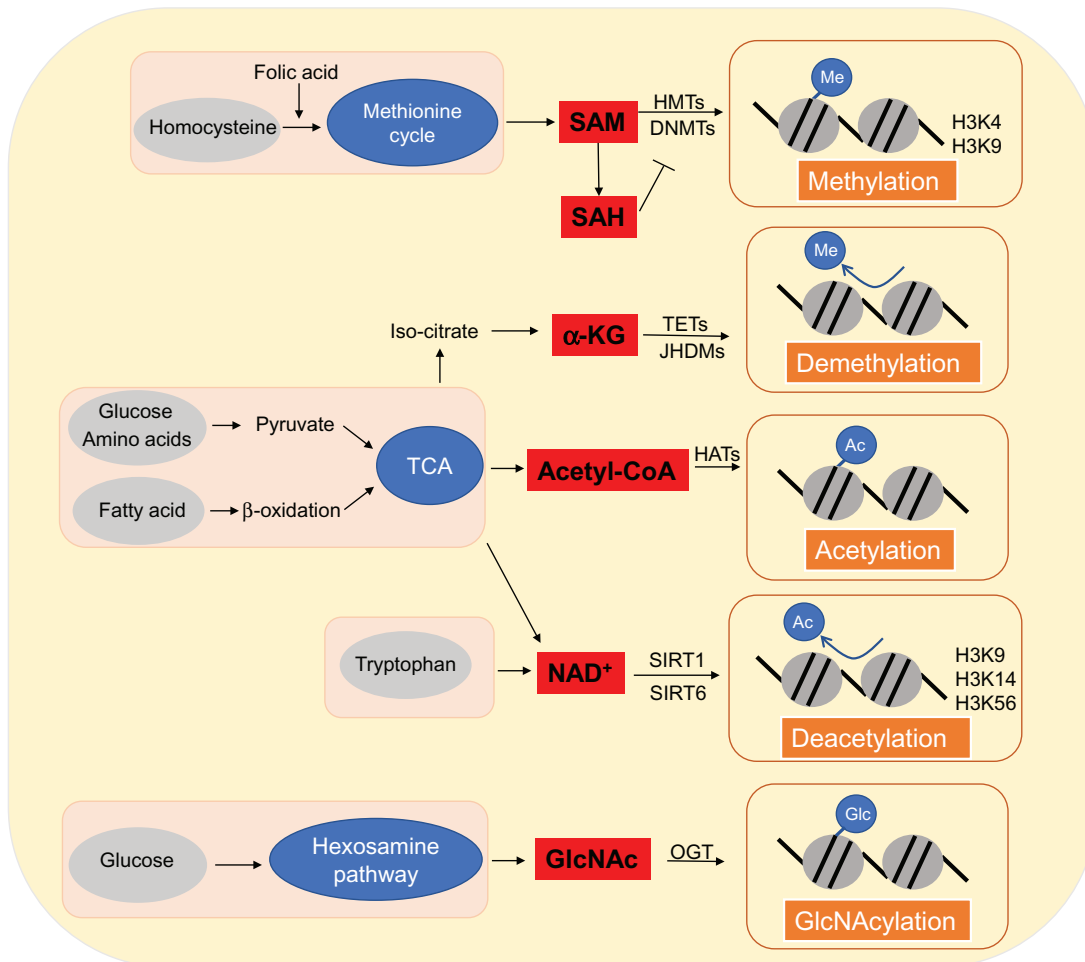 Folic acid
Homocysteine
Methionine
cycle
SAM
HMTs
DNMTs
SAH
Me
H3K4
H3K9
Methylation
Iso-citrate
α-KG
TETs
JHDMs
Me
Demethylation
Glucose
Amino acids
Pyruvate
Fatty acid
β-oxidation
TCA
Acetyl-CoA
HATs
Ac
Acetylation
Tryptophan
NAD⁺
SIRT1
SIRT6
Ac
H3K9
H3K14
H3K56
Deacetylation
Glucose
Hexosamine
pathway
GlcNAc
OGT
Glc
GlcNAcylation